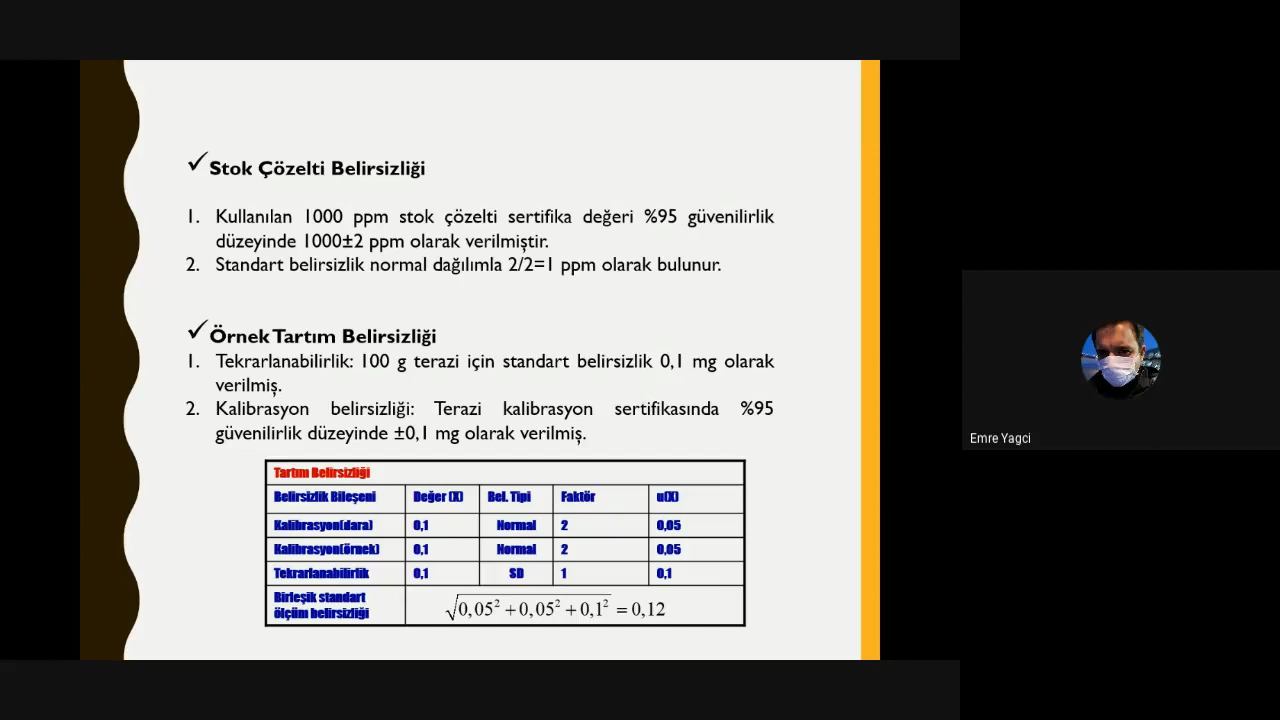 ✓Stok Çözelti Belirsizliği
1. Kullanılan 1000 ppm stok çözelti sertifika değeri %95 güvenilirlik
düzeyinde 1000±2 ppm olarak verilmiştir.
2. Standart belirsizlik normal dağılımla 2/2=1 ppm olarak bulunur.
✓Örnek Tartım Belirsizliği
1. Tekrarlanabilirlik: 100 g terazi için standart belirsizlik 0,1 mg olarak
verilmiş.
2. Kalibrasyon belirsizliği: Terazi kalibrasyon sertifikasında %95
güvenilirlik düzeyinde ±0,1 mg olarak verilmiş.
Tartım Belirsizliği
Belirsizlik Bileşeni Değer (X) Bel. Tipi Faktör u(X)
Kalibrasyon(dara) 0,1 Normal 2 0,05
Kalibrasyon(örnek) 0,1 Normal 2 0,05
Tekrarlanabilirlik 0,1 SD 1 0,1
Birleşik standart
ölçüm belirsizliği √0,05² + 0,05² + 0,1² = 0,12
Emre Yagci